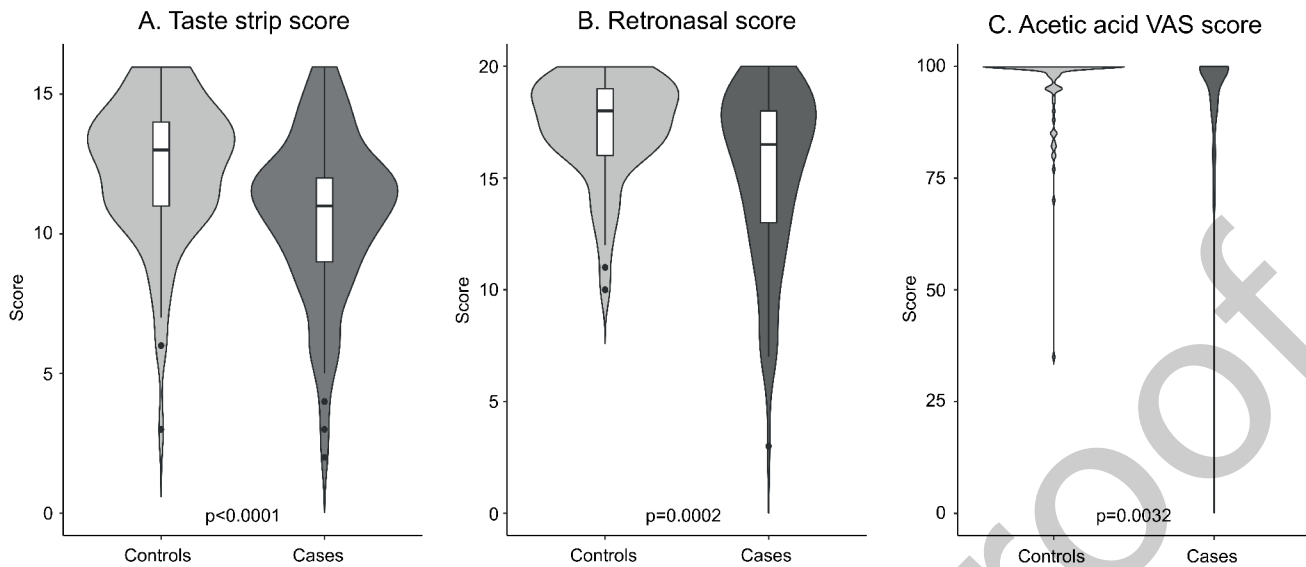 A. Taste strip score
Score
15
10
5
0
p<0.0001
Controls Cases
B. Retronasal score
Score
20
15
10
5
0
p=0.0002
Controls Cases
C. Acetic acid VAS score
Score
100
75
50
25
0
p=0.0032
Controls Cases
roof